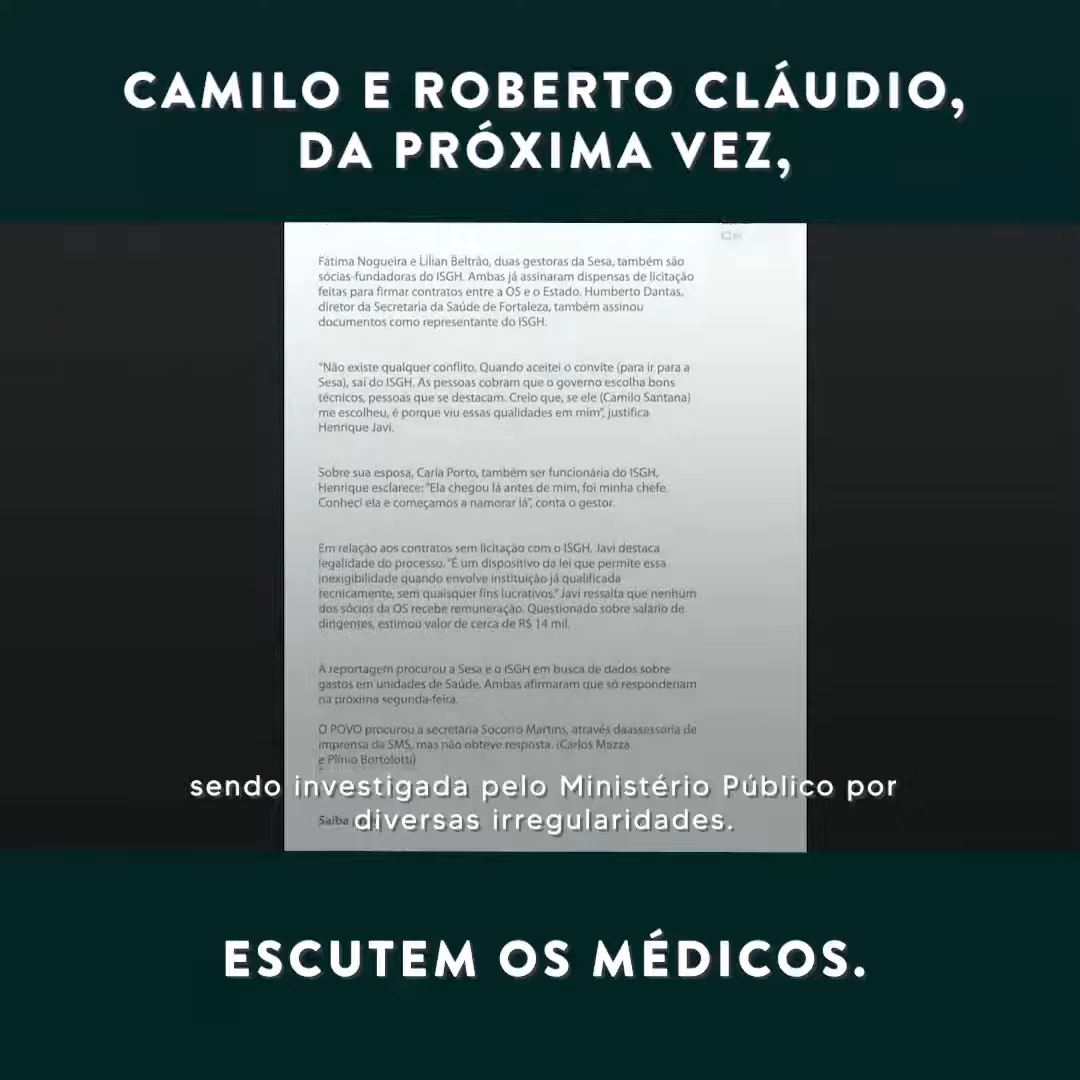 CAMILO E ROBERTO CLÁUDIO,
DA PRÓXIMA VEZ,
Fátima Nogueira e Lilian Beltrão, duas gestoras da Sesa, também são
sócias-fundadoras do ISGH. Ambas já assinaram dispensas de licitação
feitas para firmar contratos entre a OS e o Estado. Humberto Dantas,
diretor da Secretaria da Saúde de Fortaleza, também assinou
documentos como representante do ISGH.
"Não existe qualquer conflito. Quando aceitei o convite (para ir para a
Sesa), saí do ISGH. As pessoas cobram que o governo escolha bons
técnicos, pessoas que se destacam. Creio que, se ele (Camilo Santana)
me escolheu, é porque viu essas qualidades em mim", justifica
Henrique Javi.
Sobre sua esposa, Carla Porto, também ser funcionária do ISGH,
Henrique esclarece: "Ela chegou lá antes de mim, foi minha chefe.
Conheci ela e começamos a namorar lá", conta o gestor.
Em relação aos contratos sem licitação com o ISGH, Javi destaca
legalidade do processo. "É um dispositivo da lei que permite essa
inexigibilidade quando envolve instituição já qualificada
tecnicamente, sem quaisquer fins lucrativos." Javi ressalta que nenhum
dos sócios da OS recebe remuneração. Questionado sobre salário de
dirigentes, estimou valor de cerca de R$ 14 mil.
A reportagem procurou a Sesa e o ISGH em busca de dados sobre
gastos em unidades de Saúde. Ambas afirmaram que só responderiam
na próxima segunda-feira.
O POVO procurou a secretária Socorro Martins, através daassessoria de
imprensa da SMS, mas não obteve resposta. (Carlos Mazza
e Plínio Bortolotti)
sendo investigada pelo Ministério Público por
Saiba
diversas irregularidades.
ESCUTEM OS MÉDICOS.